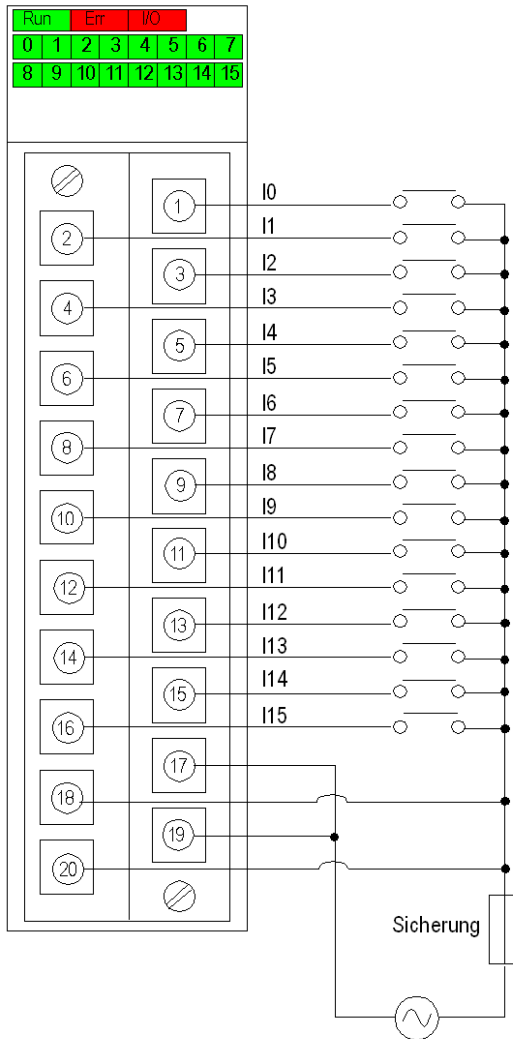 Run Err I/O
0 1 2 3 4 5 6 7
8 9 10 11 12 13 14 15
1 I0
2 I1
3 I2
4 I3
5 I4
6 I5
7 I6
8 I7
9 I8
10 I9
11 I10
12 I11
13 I12
14 I13
15 I14
16 I15
17
18
19
20
Sicherung